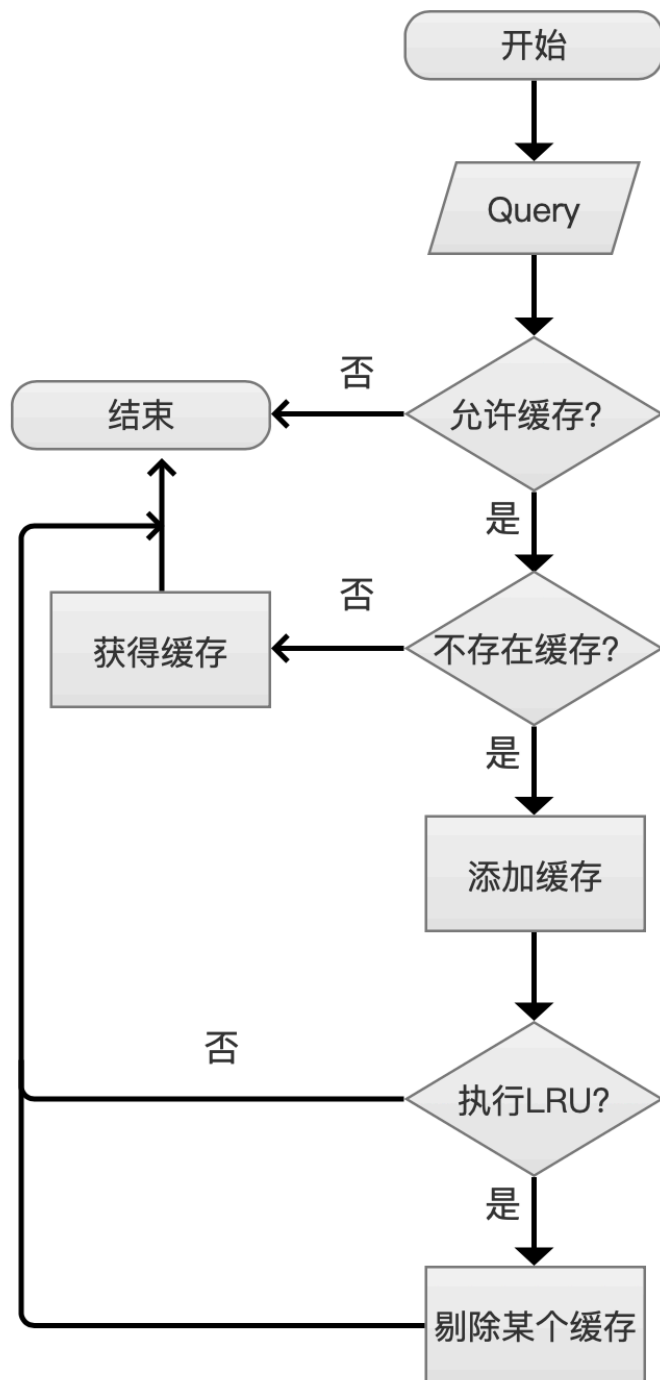 开始
Query
否
结束
允许缓存?
是
否
获得缓存
不存在缓存?
是
添加缓存
否
执行LRU?
是
剔除某个缓存